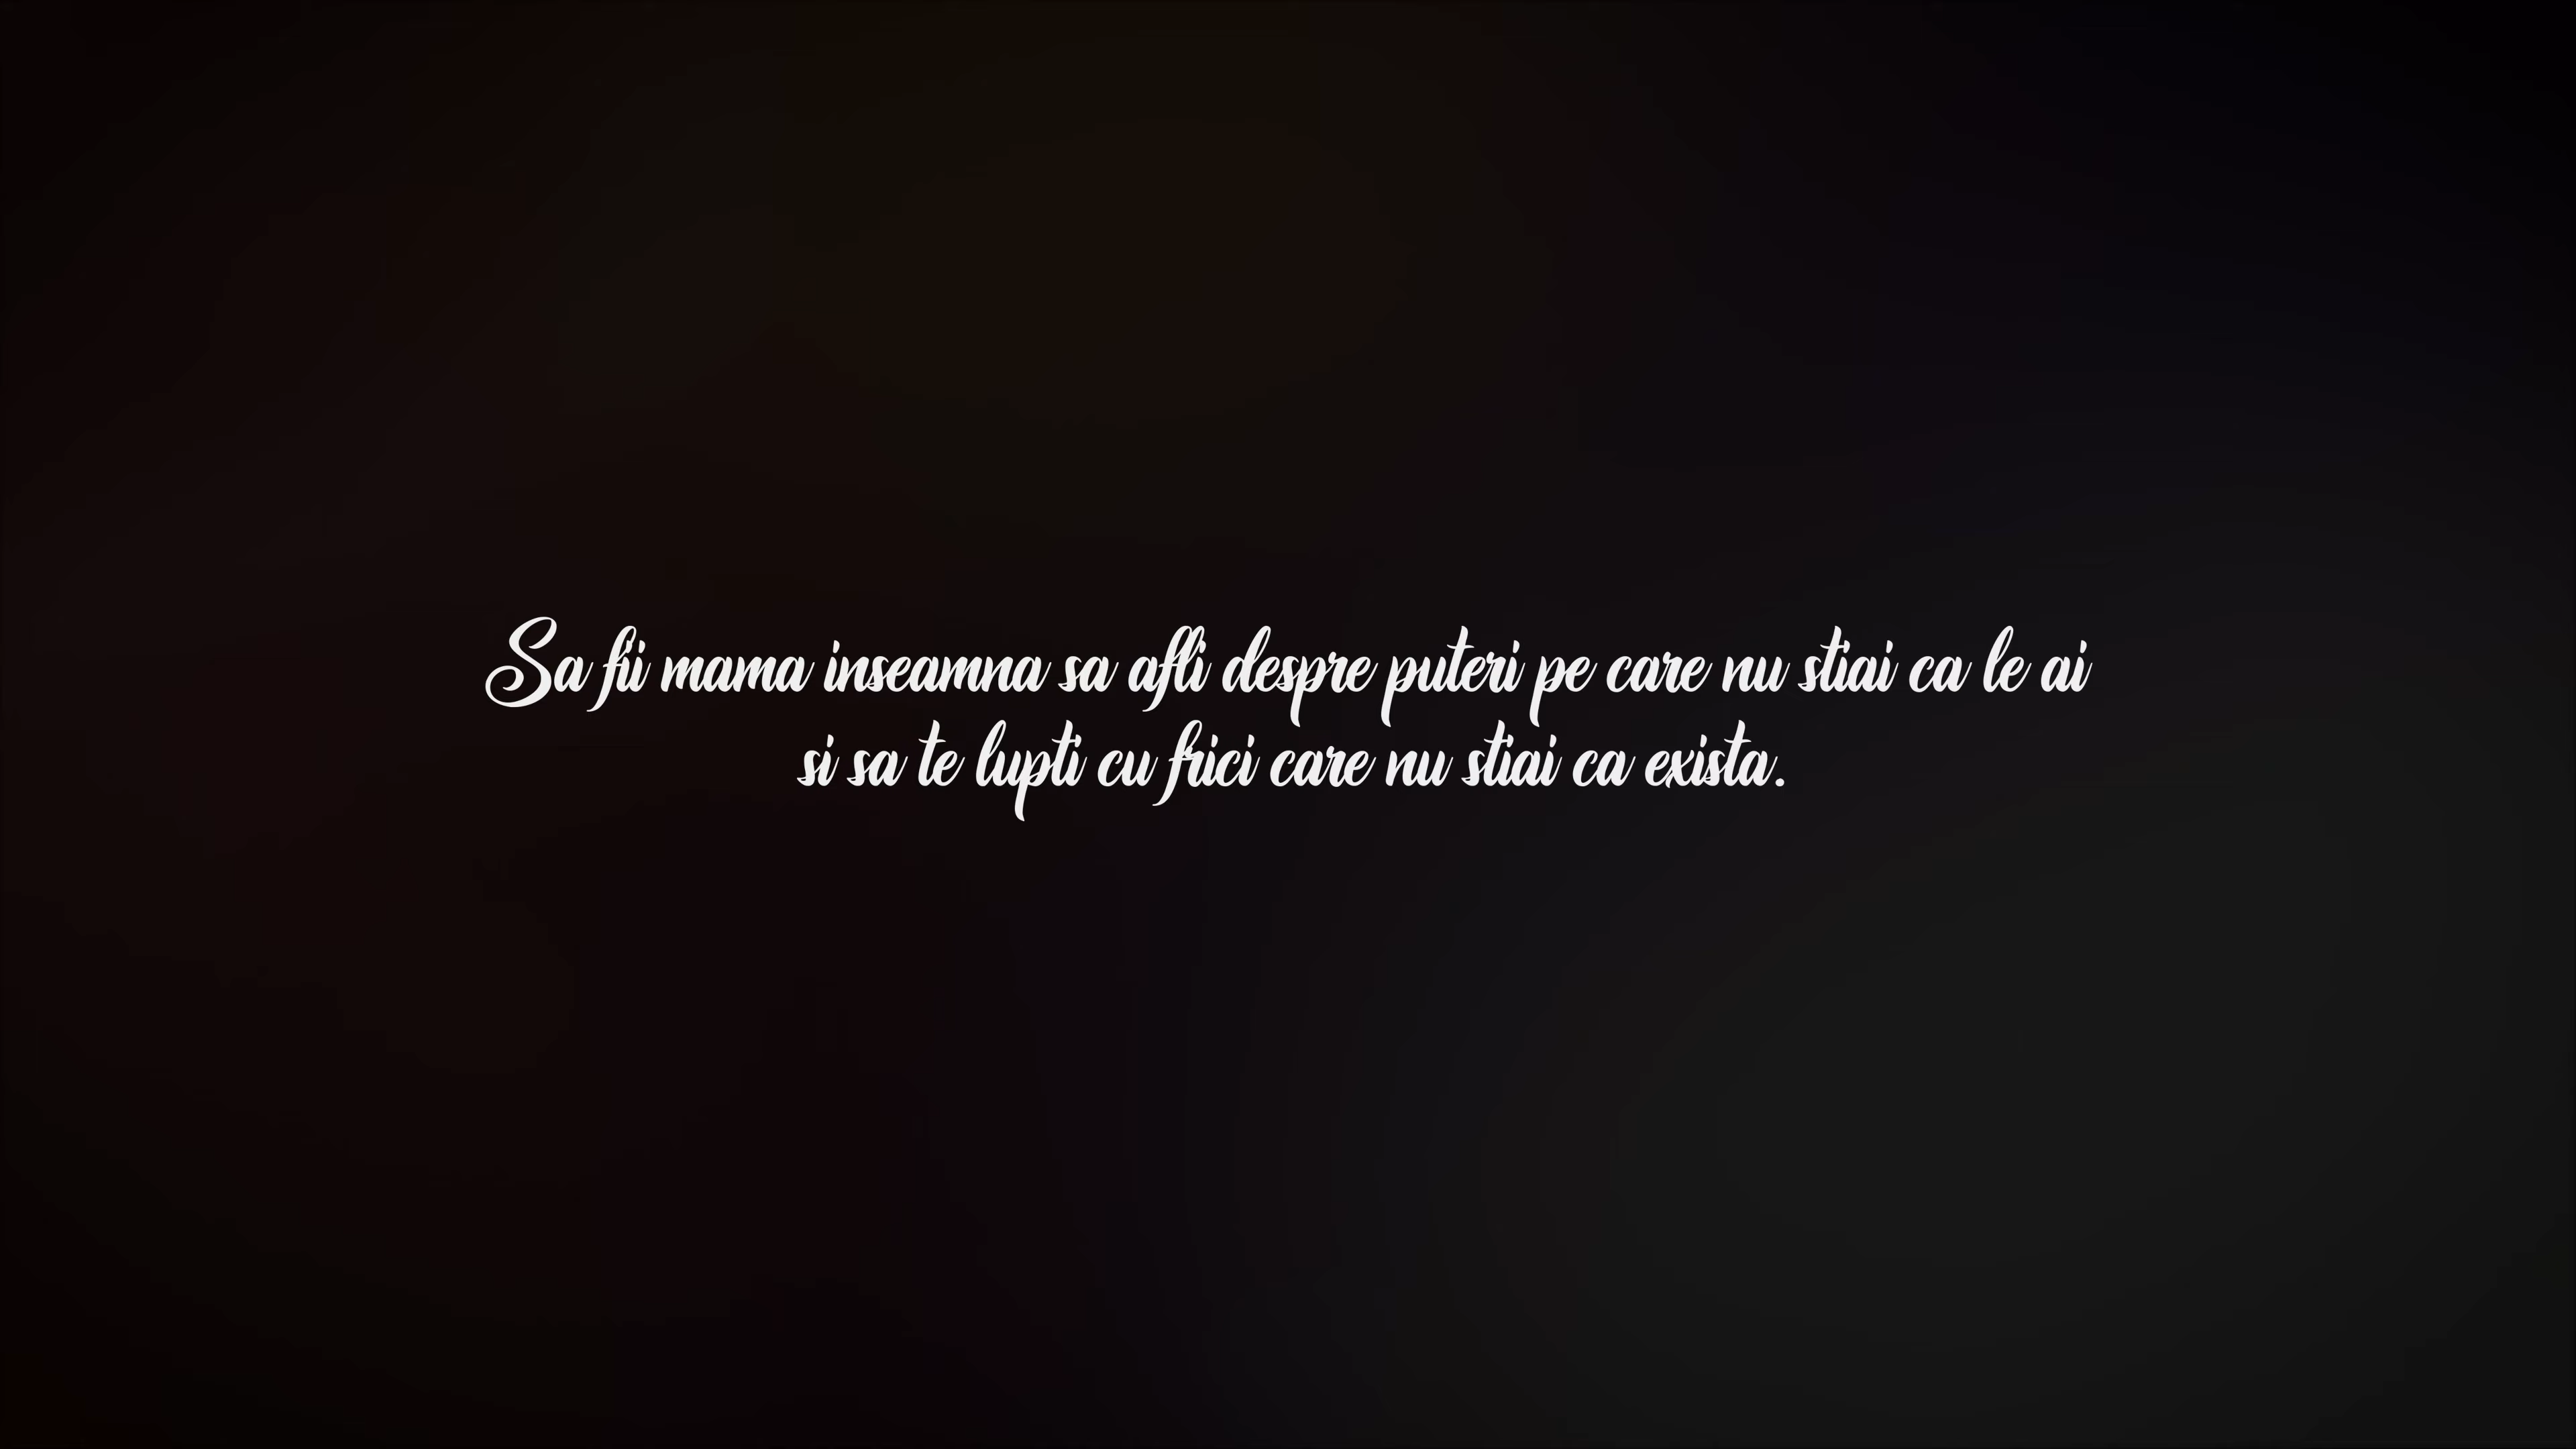 Sa fii mama inseamna sa afli despre puteri pe care nu stiai ca le ai
si sa te lupti cu frici care nu stiai ca exista.